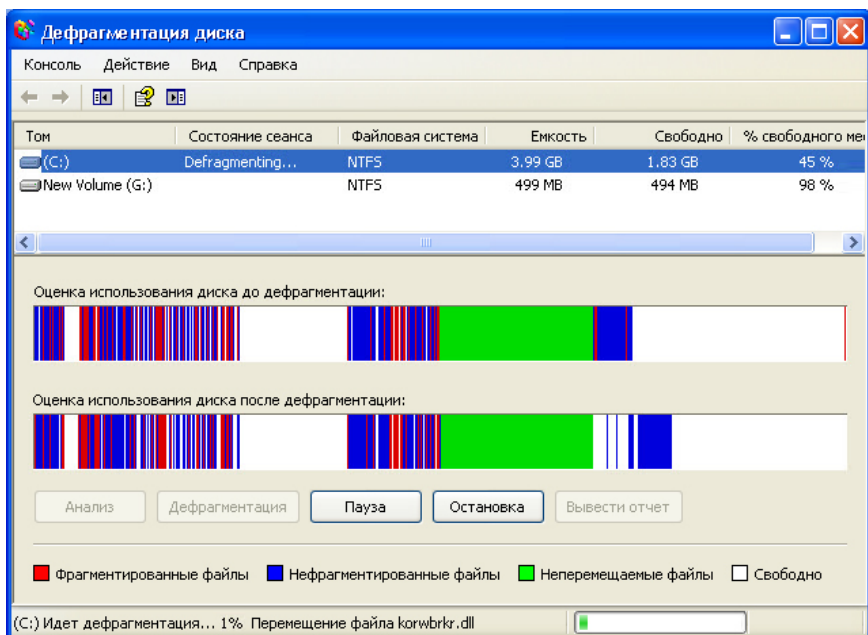 Дефрагментация диска
Консоль Действие Вид Справка
Том Состояние сеанса Файловая система Емкость Свободно % свободного ме
(C:) Defragmenting... NTFS 3.99 GB 1.83 GB 45 %
New Volume (G:) NTFS 499 MB 494 MB 98 %
Оценка использования диска до дефрагментации:
Оценка использования диска после дефрагментации:
Анализ Дефрагментация Пауза Остановка Вывести отчет
Фрагментированные файлы Нефрагментированные файлы Неперемещаемые файлы Свободно
(C:) Идет дефрагментация... 1% Перемещение файла korwbrkr.dll